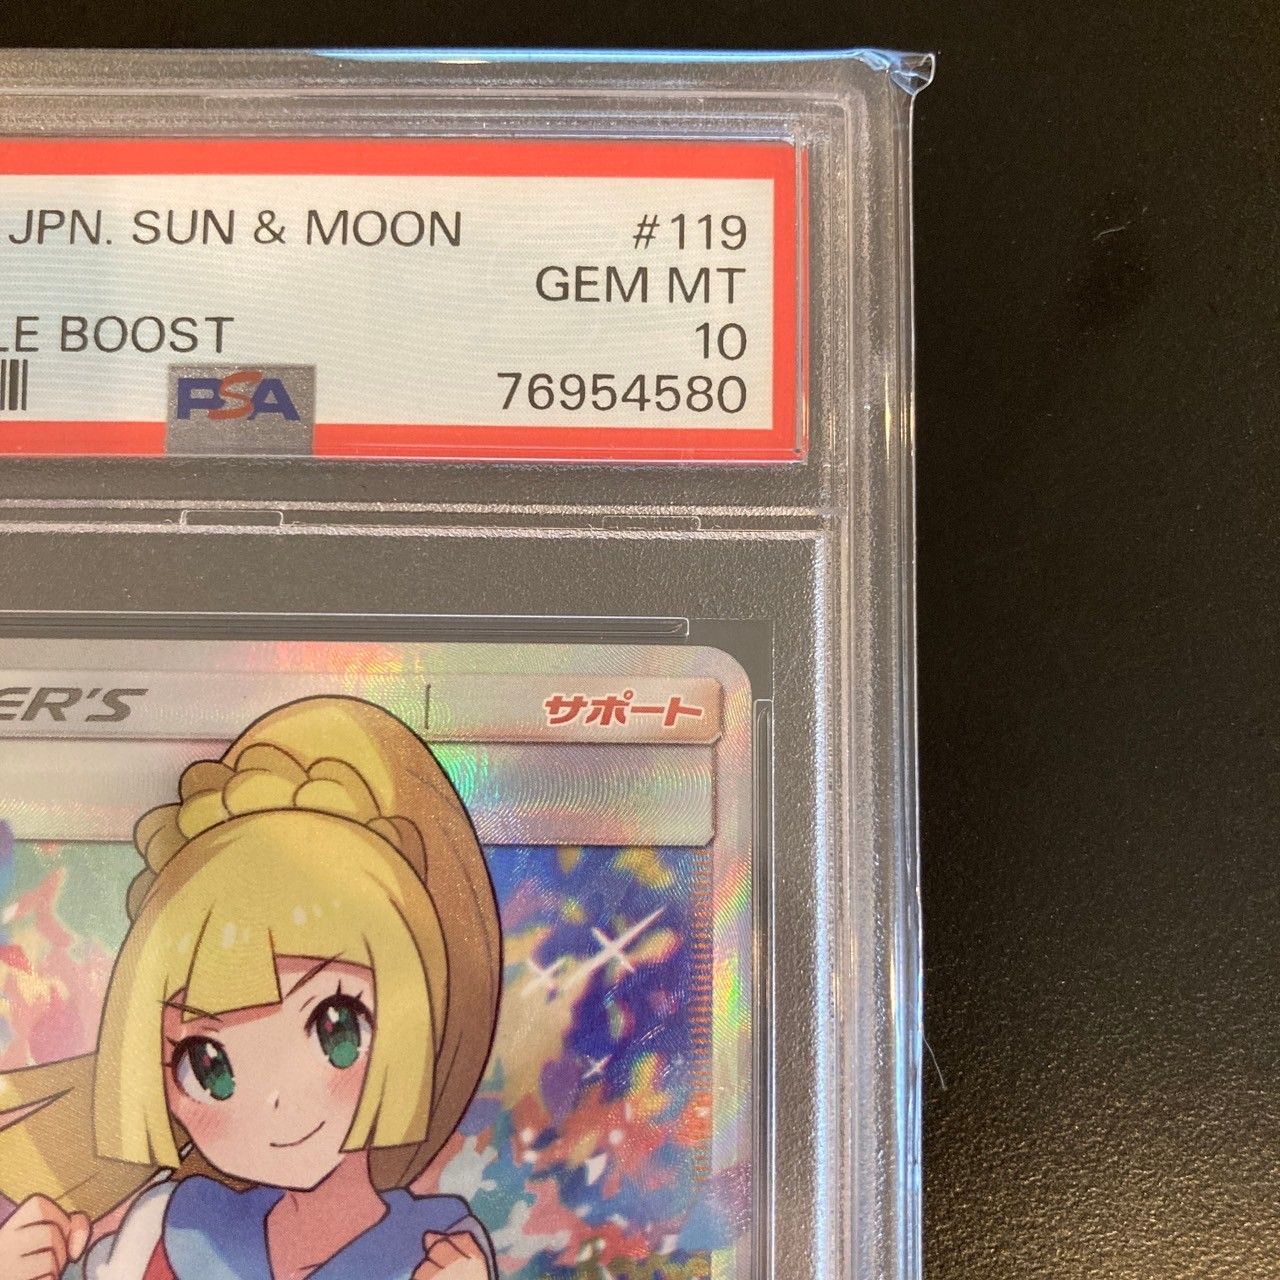 JPN. SUN & MOON #119
GEM MT
LE BOOST 10
PSA 76954580
ER'S サポート